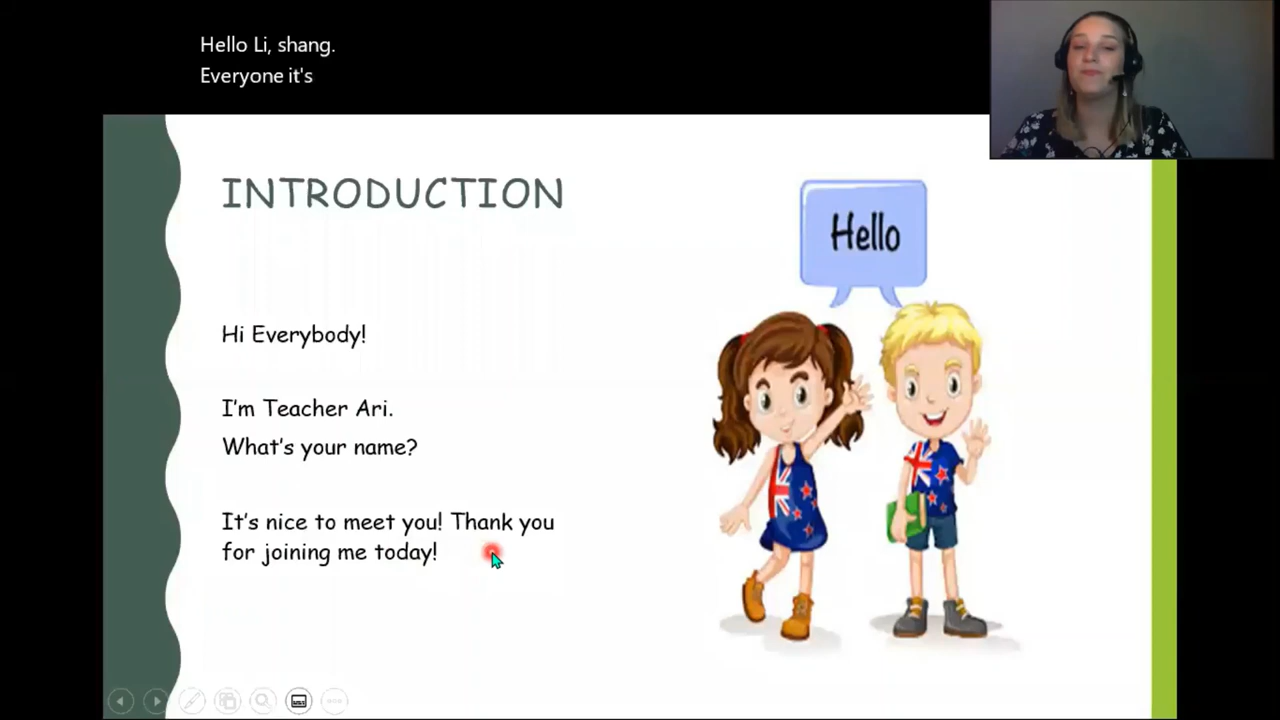 Hello Li, shang.
Everyone it's
INTRODUCTION
Hello
Hi Everybody!
I'm Teacher Ari.
What's your name?
It's nice to meet you! Thank you
for joining me today!